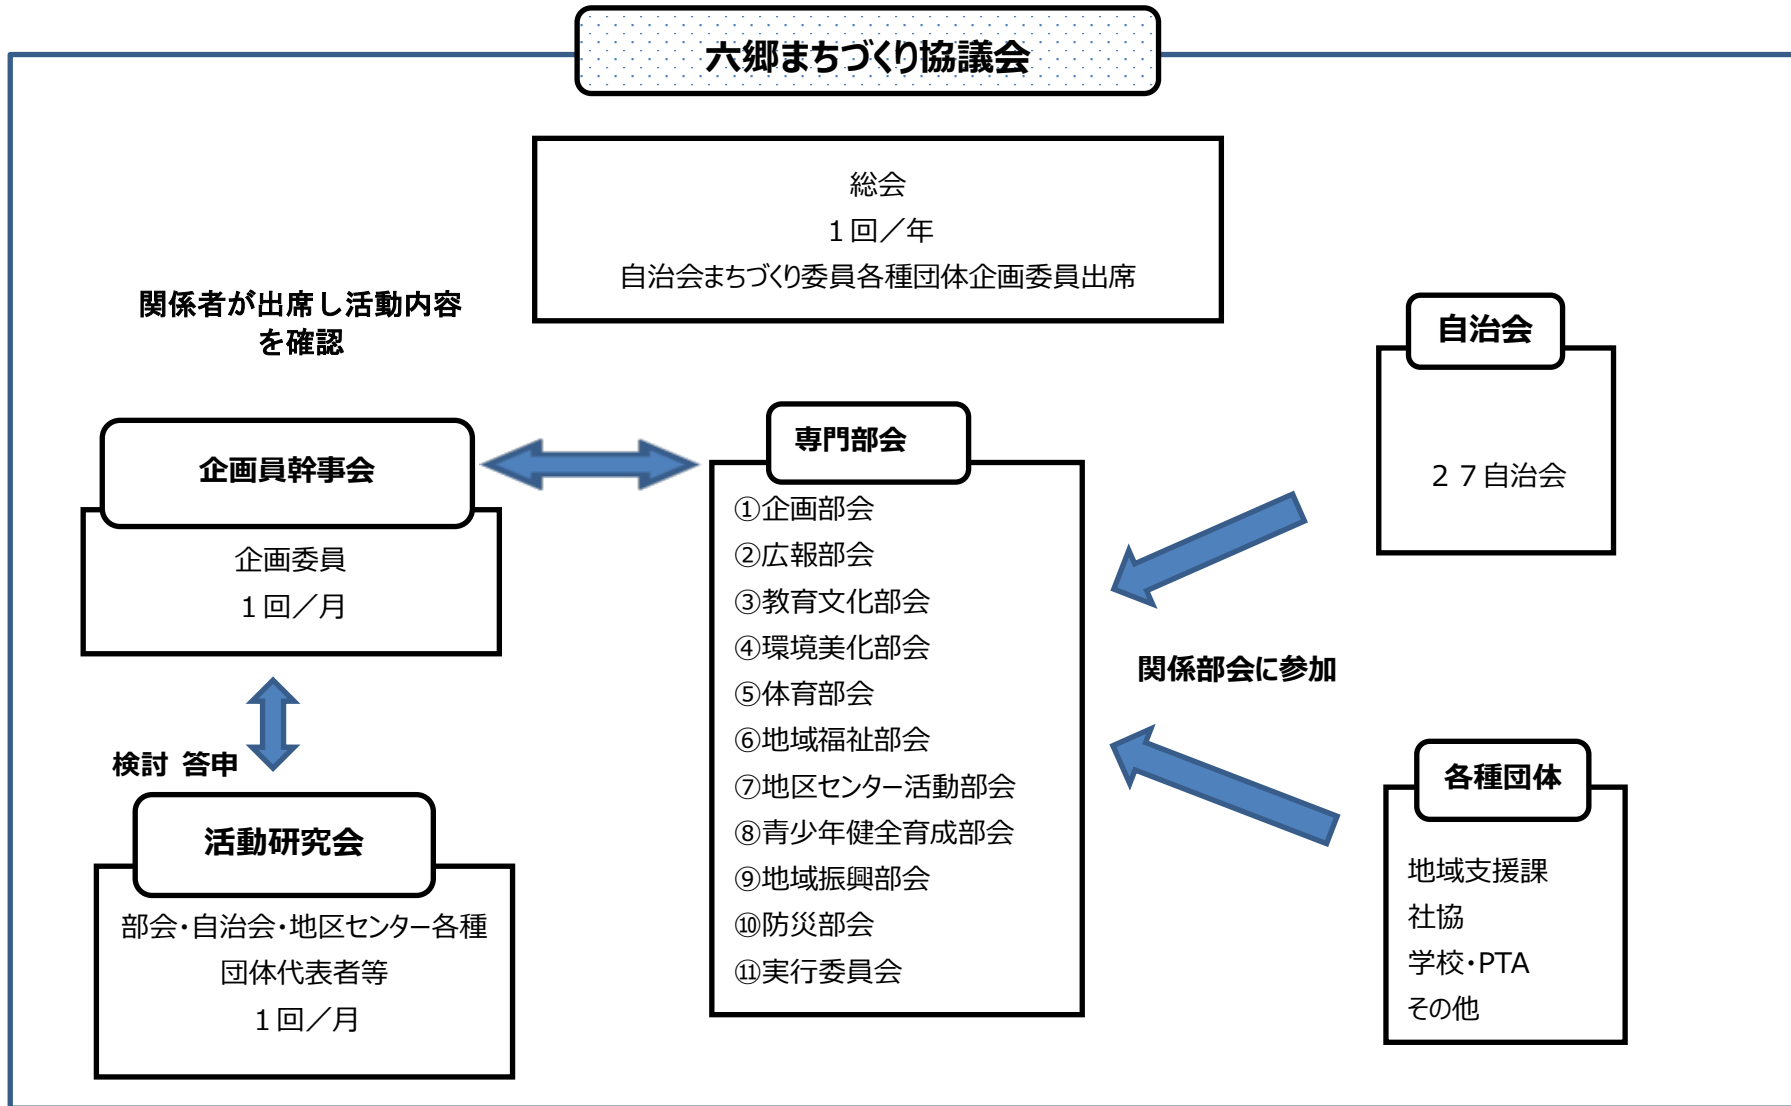 六郷まちづくり協議会
総会
１回／年
自治会まちづくり委員各種団体企画委員出席
関係者が出席し活動内容
を確認
企画員幹事会
企画委員
１回／月
検討 答申
活動研究会
部会・自治会・地区センター各種
団体代表者等
１回／月
専門部会
①企画部会
②広報部会
③教育文化部会
④環境美化部会
⑤体育部会
⑥地域福祉部会
⑦地区センター活動部会
⑧青少年健全育成部会
⑨地域振興部会
⑩防災部会
⑪実行委員会
自治会
２７自治会
関係部会に参加
各種団体
地域支援課
社協
学校・PTA
その他